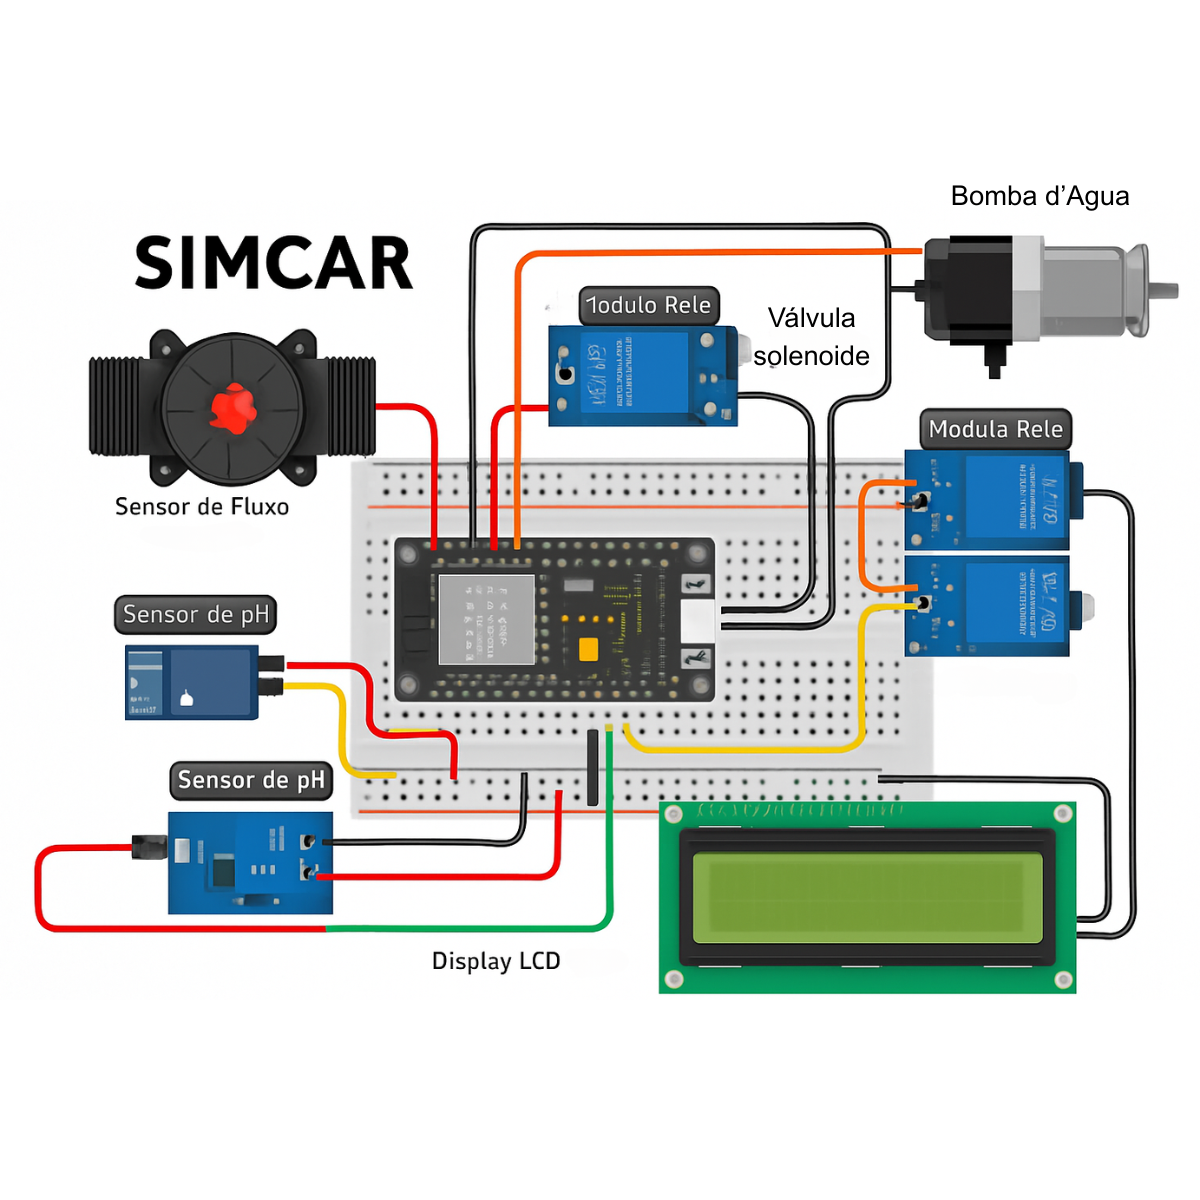 Bomba d’Agua
SIMCAR
1odulo Rele
Válvula
solenoide
Modula Rele
Sensor de Fluxo
Sensor de pH
Sensor de pH
Display LCD